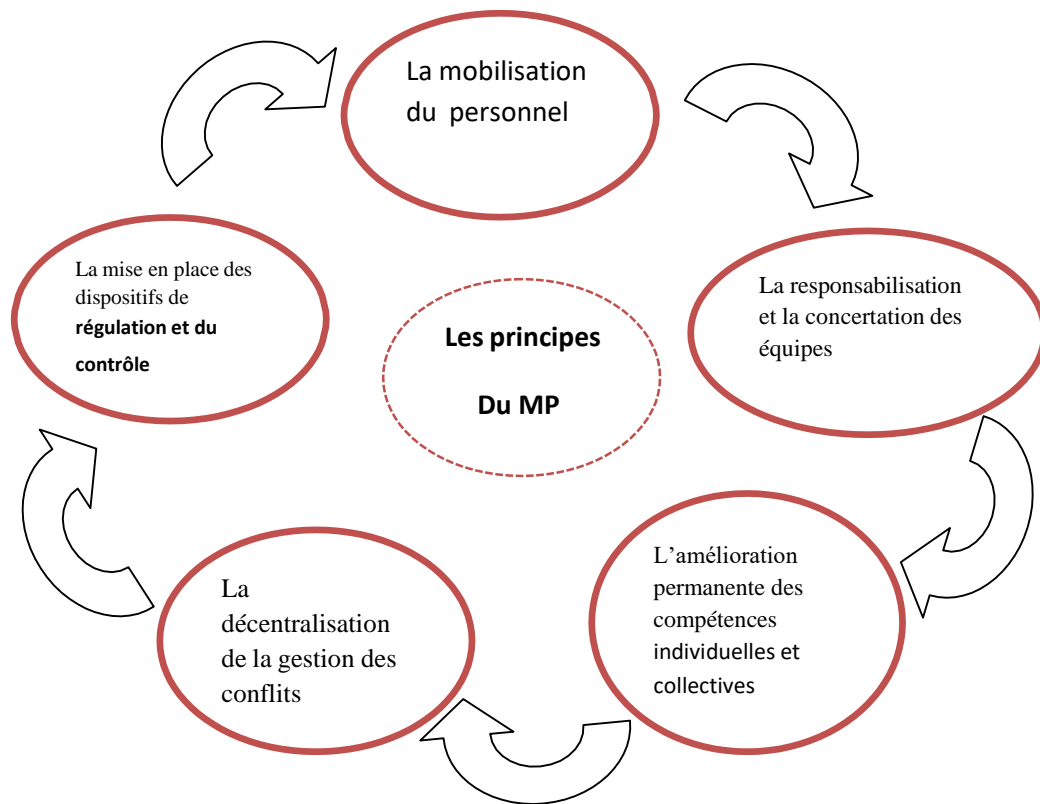 La mobilisation
du personnel
La responsabilisation
et la concertation des
équipes
L'amélioration
permanente des
compétences
individuelles et
collectives
La
décentralisation
de la gestion des
conflits
La mise en place des
dispositifs de
régulation et du
contrôle
Les principes
Du MP